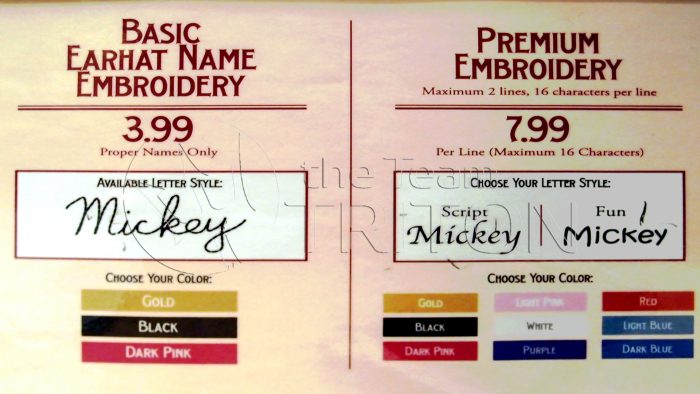 Basic
Earhat Name
Embroidery
3.99
Proper Names Only
Available Letter Style:
Mickey
Choose Your Color:
Gold
Black
Dark Pink
Premium
Embroidery
Maximum 2 lines, 16 characters per line
7.99
Per Line (Maximum 16 Characters)
Choose Your Letter Style:
Script Fun
Mickey Mickey
Choose Your Color:
Gold Light Pink Red
Black White Light Blue
Dark Pink Purple Dark Blue
the Team
TRITON